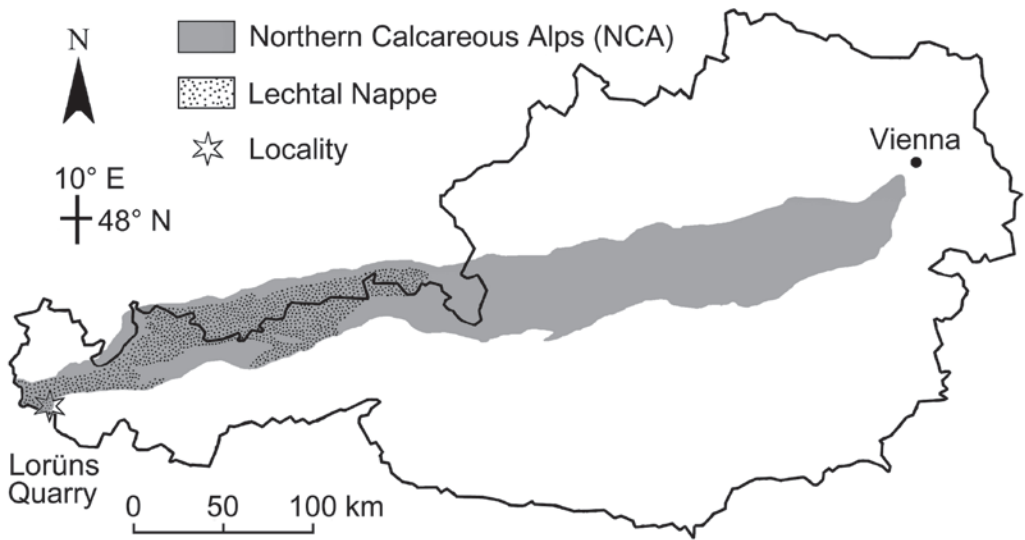 N
Northern Calcareous Alps (NCA)
Lechtal Nappe
Locality
10° E
48° N
Vienna
Lorüns
Quarry
0 50 100 km